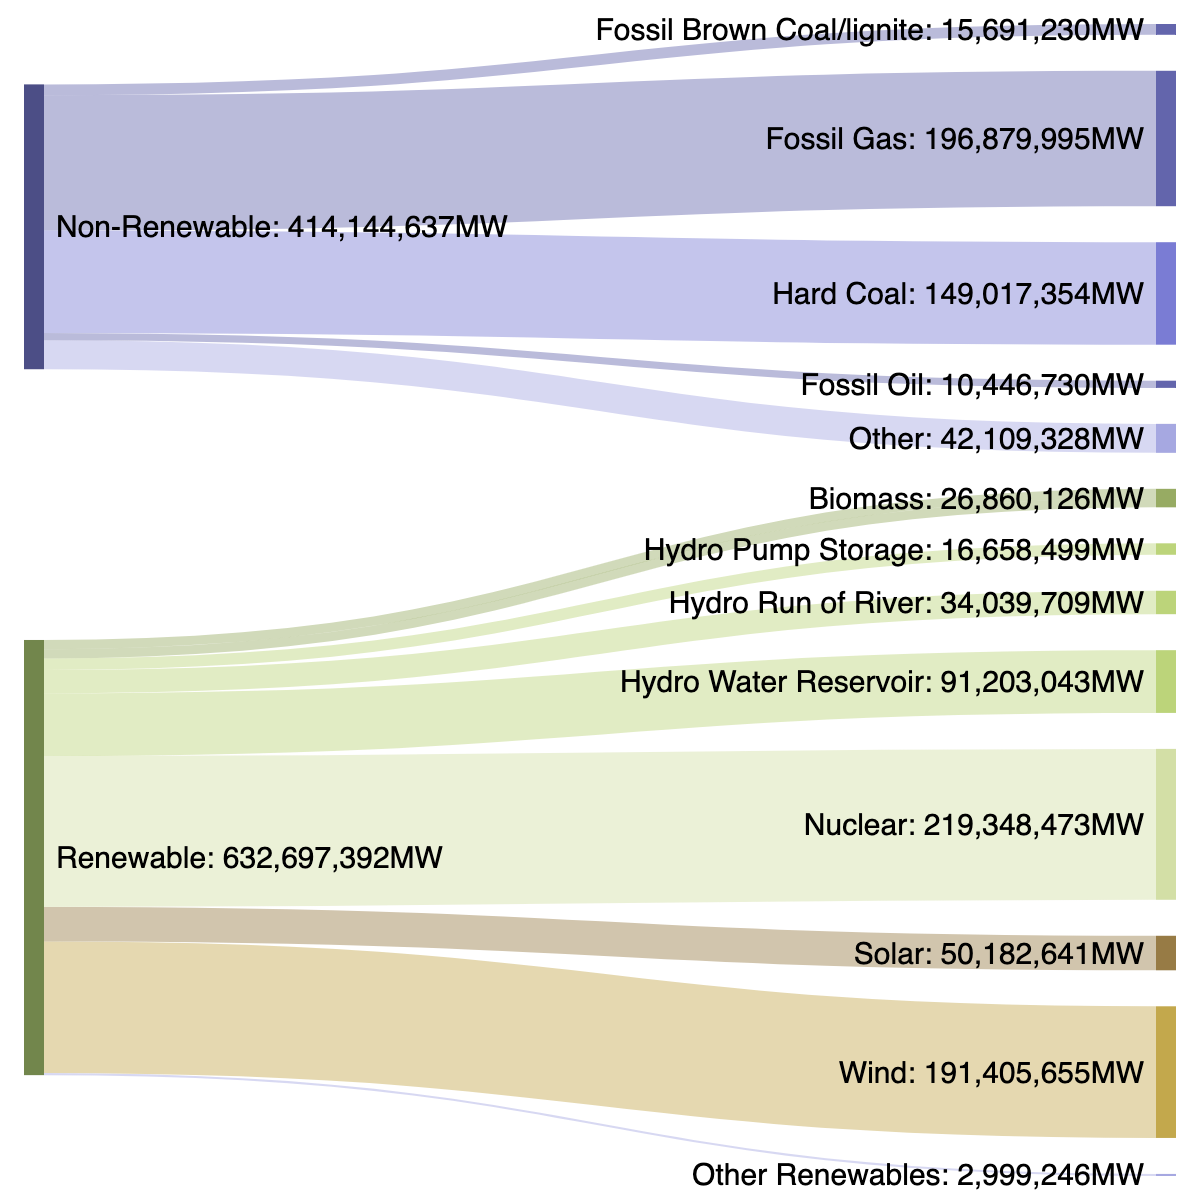 Fossil Brown Coal/lignite: 15,691,230MW
Fossil Gas: 196,879,995MW
Non-Renewable: 414,144,637MW
Hard Coal: 149,017,354MW
Fossil Oil: 10,446,730MW
Other: 42,109,328MW
Biomass: 26,860,126MW
Hydro Pump Storage: 16,658,499MW
Hydro Run of River: 34,039,709MW
Hydro Water Reservoir: 91,203,043MW
Nuclear: 219,348,473MW
Renewable: 632,697,392MW
Solar: 50,182,641MW
Wind: 191,405,655MW
Other Renewables: 2,999,246MW